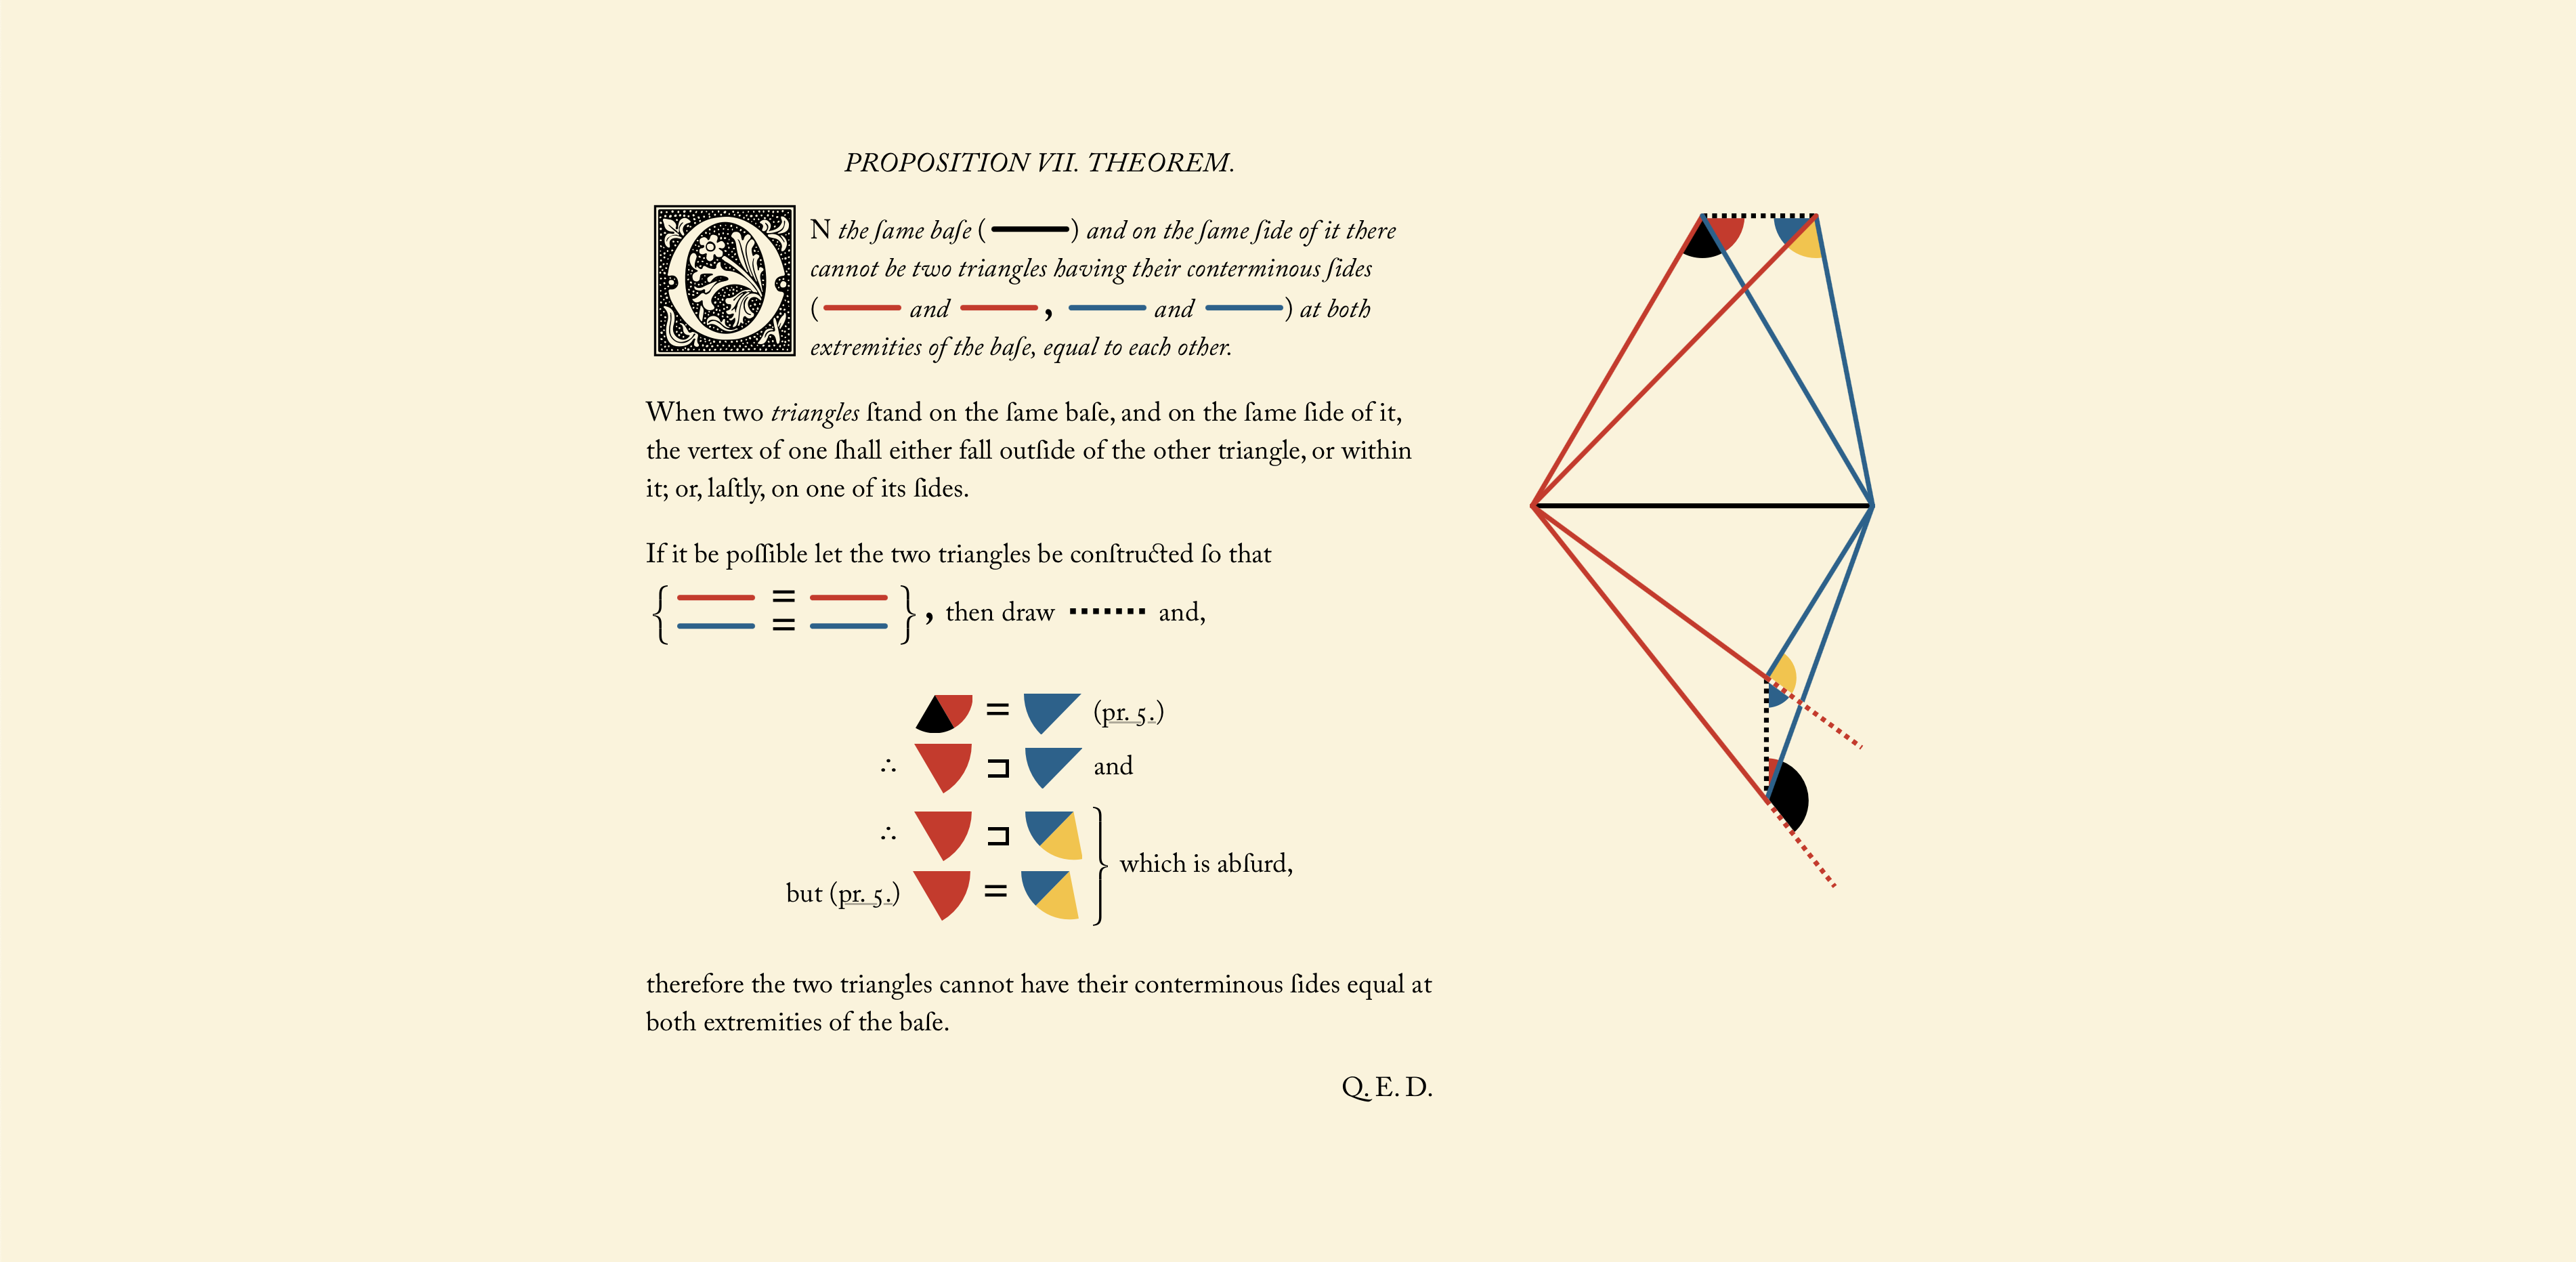 PROPOSITION VII. THEOREM.
ON the ſame baſe ( ) and on the ſame ſide of it there
cannot be two triangles having their conterminous ſides
( and , and ) at both
extremities of the baſe, equal to each other.
When two triangles ſtand on the ſame baſe, and on the ſame ſide of it,
the vertex of one ſhall either fall outſide of the other triangle, or within
it; or, laſtly, on one of its ſides.
If it be poſſible let the two triangles be conſtructed ſo that
{ = = } , then draw and,
= (pr. 5.)
∴ ⊐ and
∴ ⊐
but (pr. 5.) = } which is abſurd,
therefore the two triangles cannot have their conterminous ſides equal at
both extremities of the baſe.
Q. E. D.